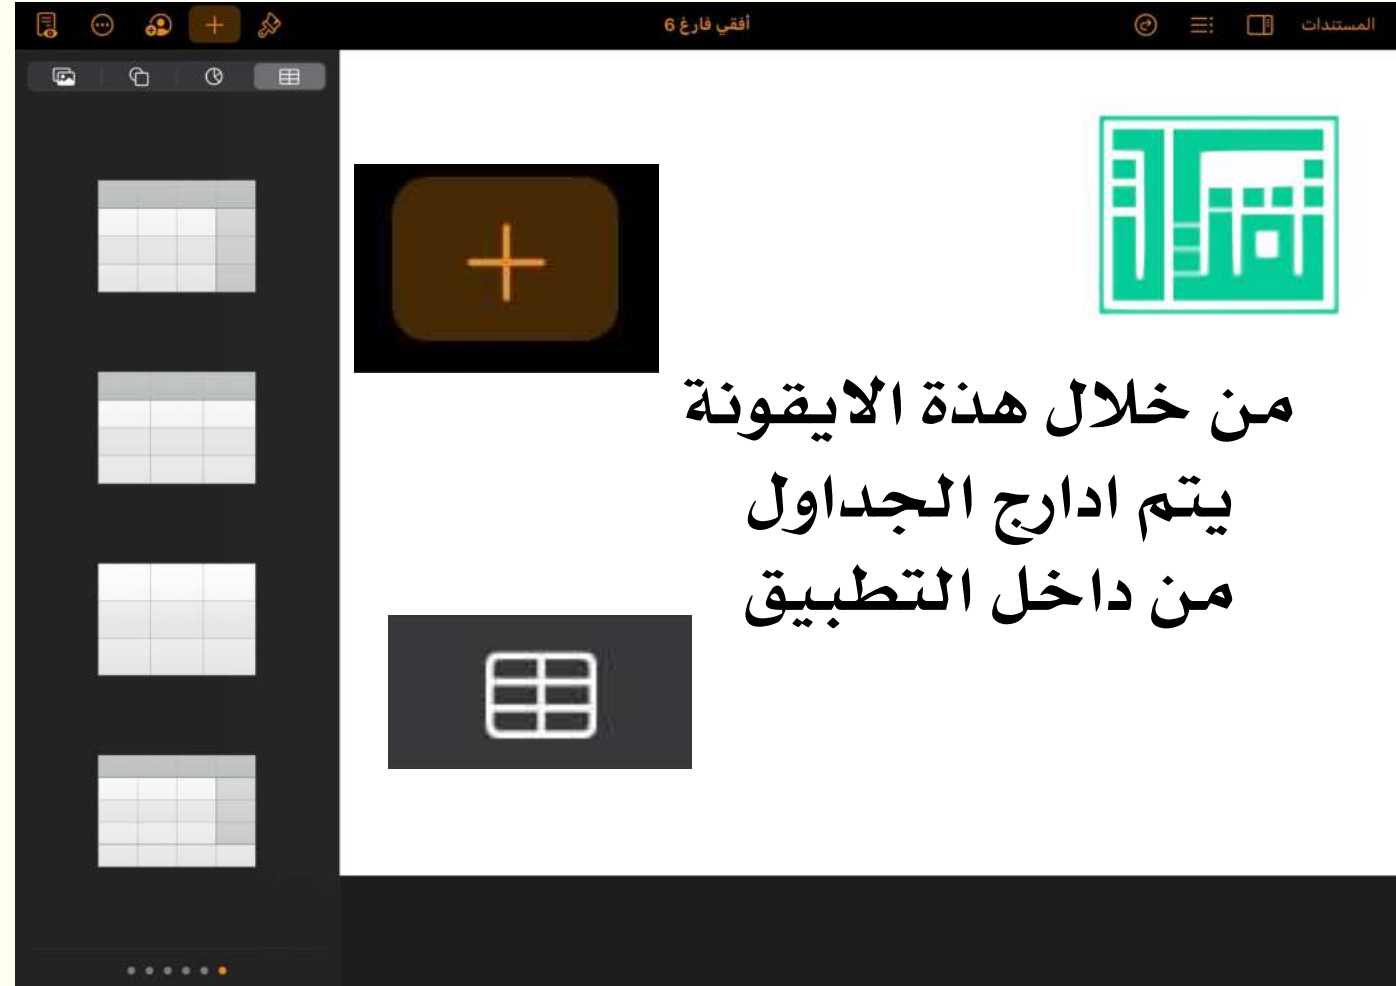 المستندات
أفقي فارغ 6
من خلال هذة الايقونة
يتم ادارج الجداول
من داخل التطبيق